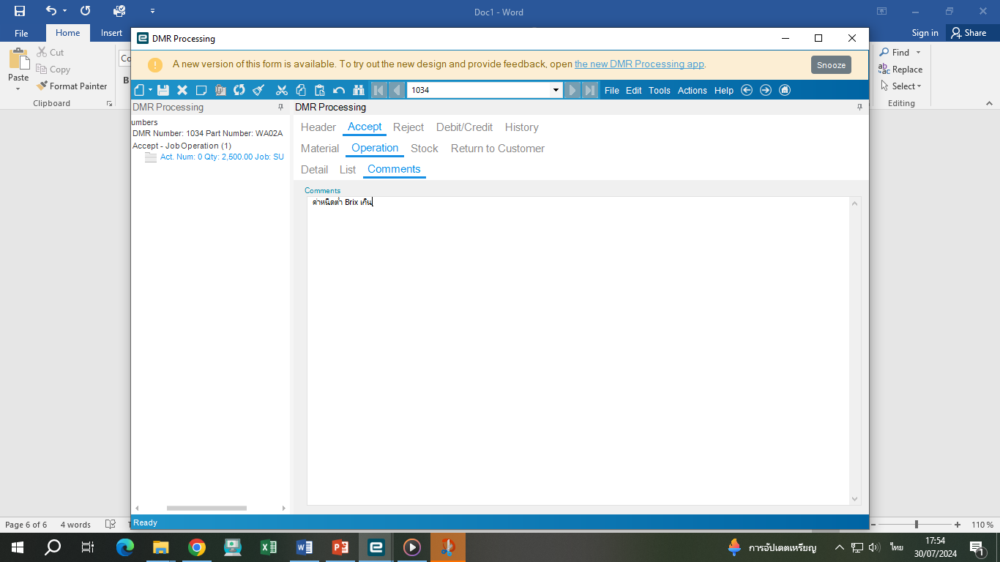 Doc1 - Word
File
Home
Insert
Sign in
Share
Paste
Cut
Copy
Format Painter
Clipboard
Co
B
Find
Replace
Select
Editing
DMR Processing
A new version of this form is available. To try out the new design and provide feedback, open the new DMR Processing app.
Snooze
1034
File Edit Tools Actions Help
DMR Processing
umbers
DMR Number: 1034 Part Number: WA02A
Accept - Job Operation (1)
Act. Num: 0 Qty: 2,500.00 Job: SU
DMR Processing
Header Accept Reject Debit/Credit History
Material Operation Stock Return to Customer
Detail List Comments
Comments
ค่าหนืดต่ำ Brix เกิน
Ready
Page 6 of 6
4 words
110 %
การอัปเดตเหรียญ
ไทย
17:54
30/07/2024
1